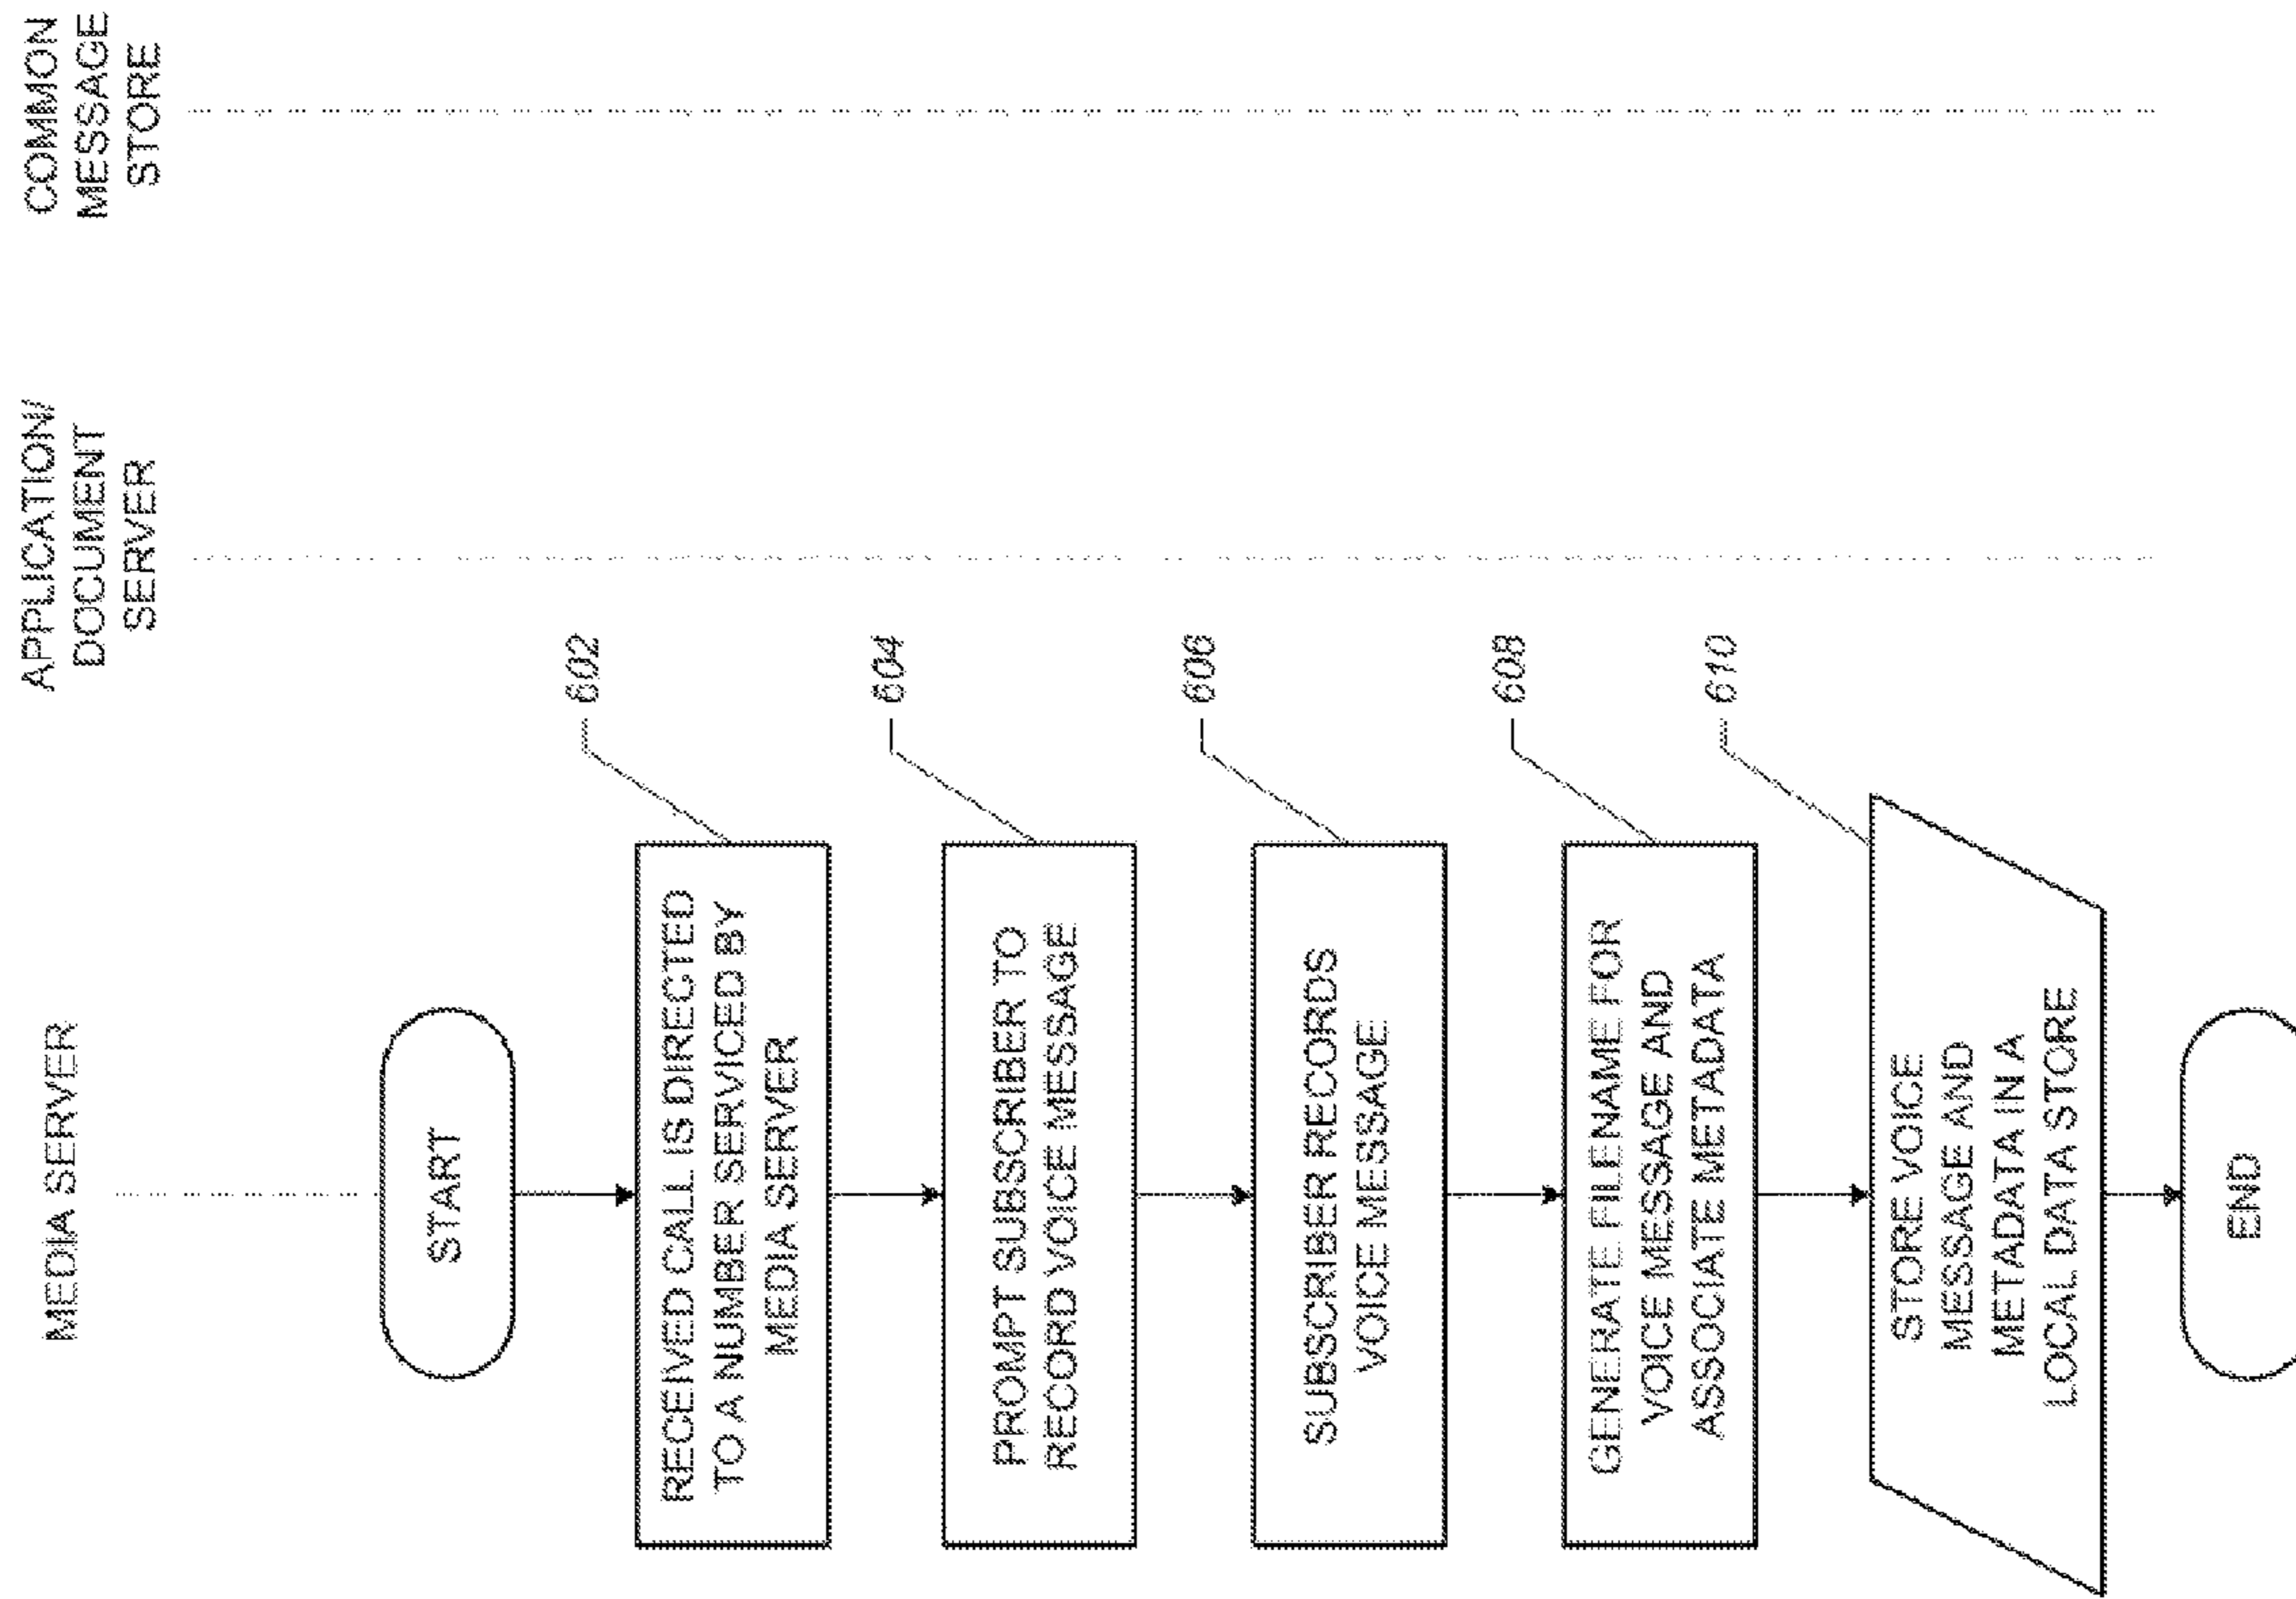 MEDIA SERVER
APPLICATION/
DOCUMENT
SERVER
COMMON
MESSAGE
STORE
START
RECEIVED CALL IS DIRECTED
TO A NUMBER SERVICED BY
MEDIA SERVER
602
PROMPT SUBSCRIBER TO
RECORD VOICE MESSAGE
604
SUBSCRIBER RECORDS
VOICE MESSAGE
606
GENERATE FILENAME FOR
VOICE MESSAGE AND
ASSOCIATE METADATA
608
STORE VOICE
MESSAGE AND
METADATA IN A
LOCAL DATA STORE
610
END